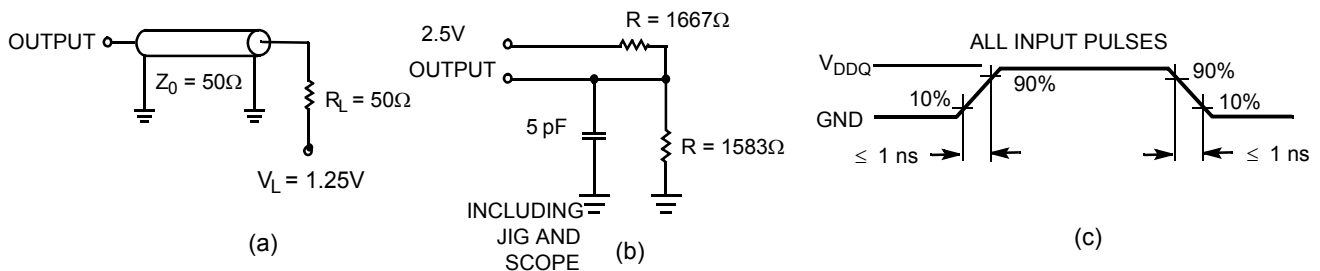 OUTPUT
Z0 = 50Ω
RL = 50Ω
VL = 1.25V
(a)
R = 1667Ω
2.5V
OUTPUT
5 pF
R = 1583Ω
INCLUDING
JIG AND
SCOPE
(b)
ALL INPUT PULSES
VDDQ
90%
10%
GND
≤ 1 ns
90%
10%
≤ 1 ns
(c)